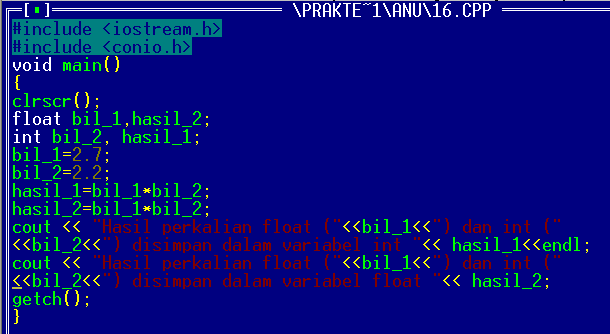 [▪] \PRAKTE~1\ANU\16.CPP
#include <iostream.h>
#include <conio.h>
void main()
{
clrscr();
float bil_1,hasil_2;
int bil_2, hasil_1;
bil_1=2.7;
bil_2=2.2;
hasil_1=bil_1*bil_2;
hasil_2=bil_1*bil_2;
cout << "Hasil perkalian float ("<<bil_1<<") dan int ("
<<bil_2<<") disimpan dalam variabel int "<< hasil_1<<endl;
cout << "Hasil perkalian float ("<<bil_1<<") dan int ("
<<bil_2<<") disimpan dalam variabel float "<< hasil_2;
getch();
}